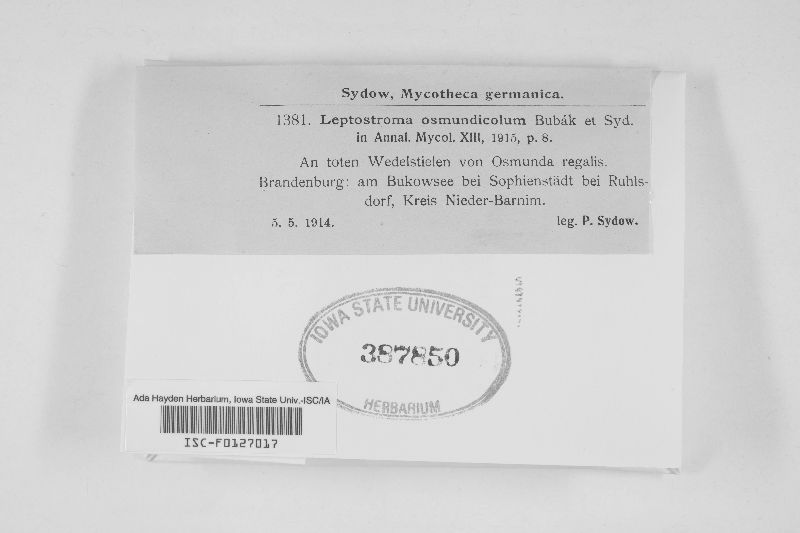 Sydow, Mycotheca germanica.
1381. Leptostroma osmundicolum Bubák et Syd.
in Annal. Mycol. XIII, 1915, p. 8.
An toten Wedelstielen von Osmunda regalis.
Brandenburg: am Bukowsee bei Sophienstädt bei Ruhls-
dorf, Kreis Nieder-Barnim.
5. 5. 1914. leg. P. Sydow.
IOWA STATE UNIVERSITY
387850
HERBARIUM
Ada Hayden Herbarium, Iowa State Univ.-ISC/IA
ISC-F0127017